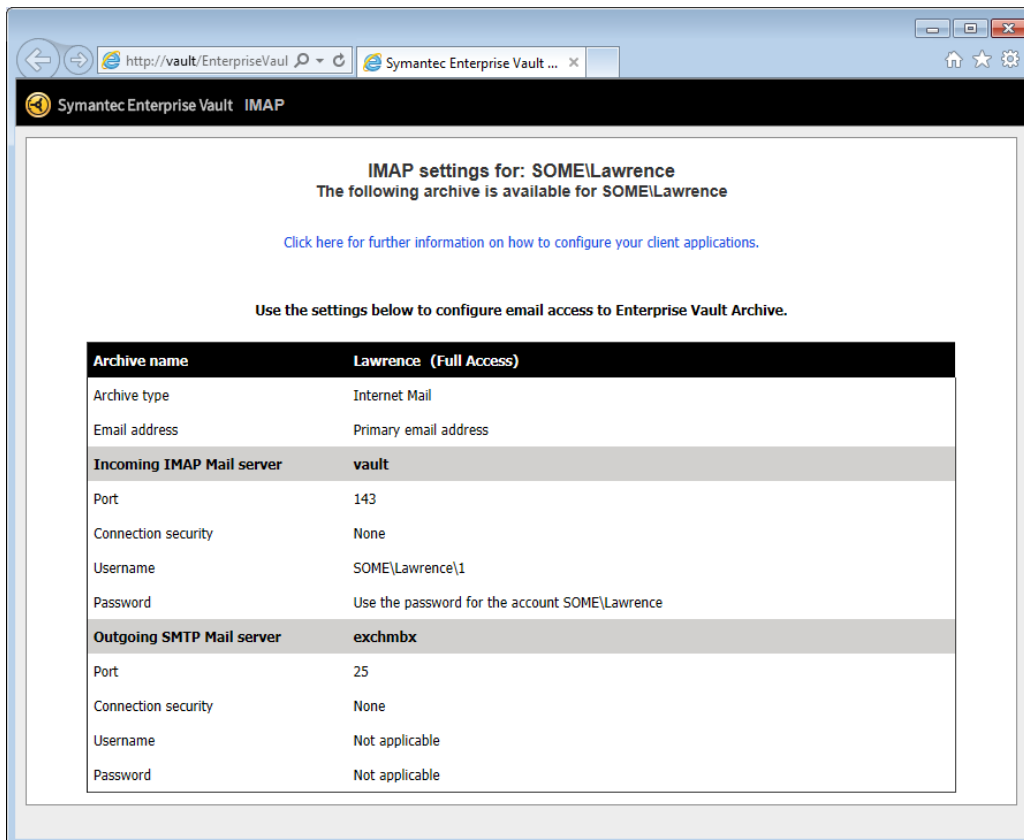 http://vault/EnterpriseVaul
Symantec Enterprise Vault ...
Symantec Enterprise Vault IMAP
IMAP settings for: SOME\Lawrence
The following archive is available for SOME\Lawrence
Click here for further information on how to configure your client applications.
Use the settings below to configure email access to Enterprise Vault Archive.
Archive name Lawrence (Full Access)
Archive type Internet Mail
Email address Primary email address
Incoming IMAP Mail server vault
Port 143
Connection security None
Username SOME\Lawrence\1
Password Use the password for the account SOME\Lawrence
Outgoing SMTP Mail server exchmbx
Port 25
Connection security None
Username Not applicable
Password Not applicable